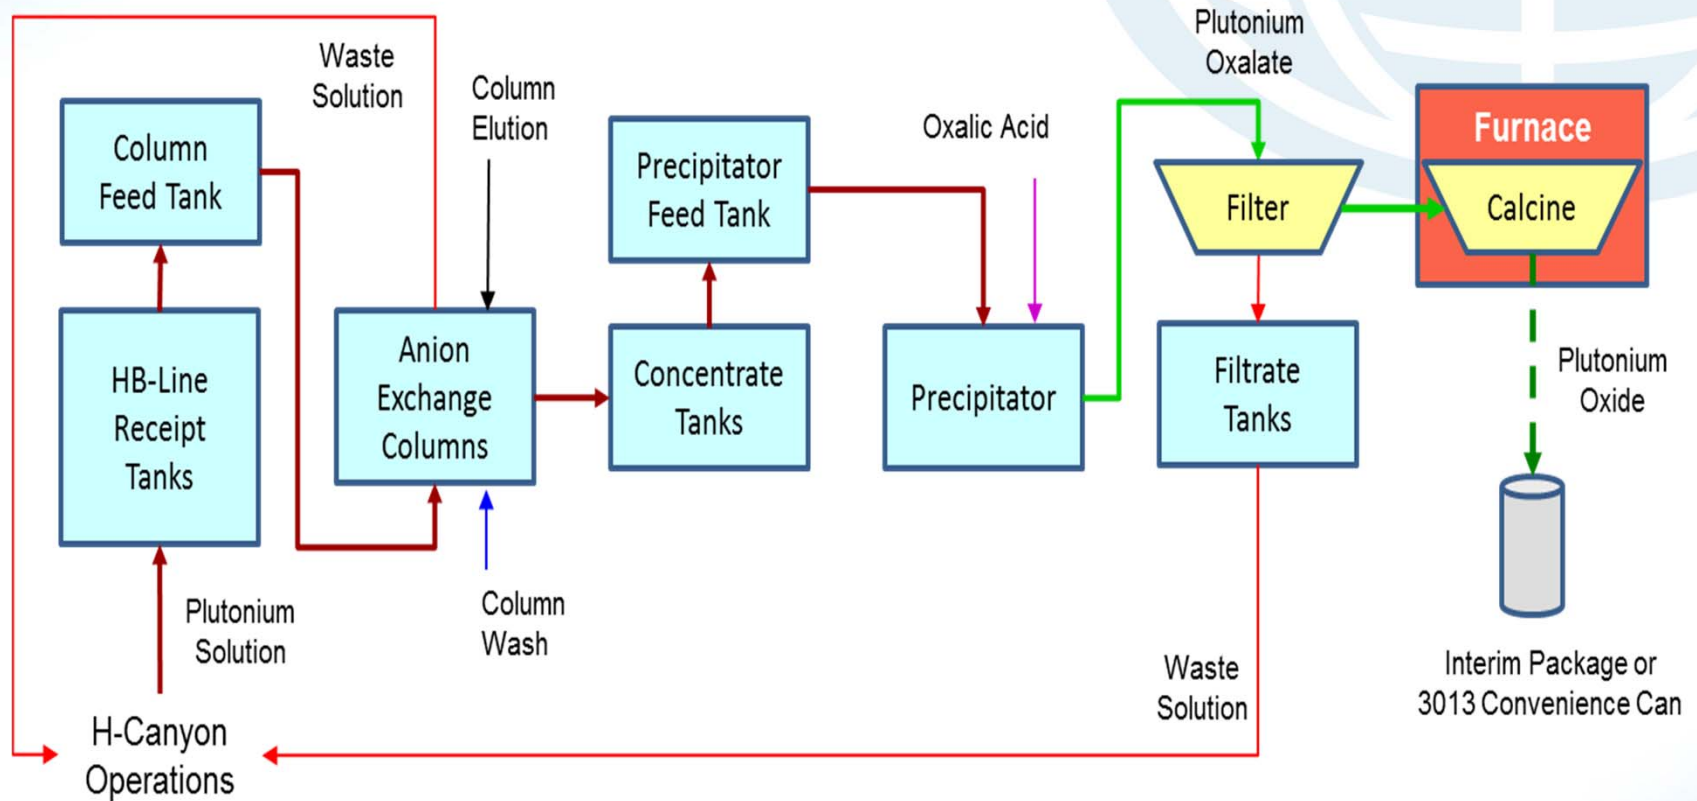 Waste
Solution
Column
Elution
Plutonium
Oxalate
Column
Feed Tank
Precipitator
Feed Tank
Oxalic Acid
Furnace
Filter
Calcine
HB-Line
Receipt
Tanks
Anion
Exchange
Columns
Concentrate
Tanks
Precipitator
Filtrate
Tanks
Plutonium
Oxide
Plutonium
Solution
Column
Wash
Waste
Solution
Interim Package or
3013 Convenience Can
H-Canyon
Operations